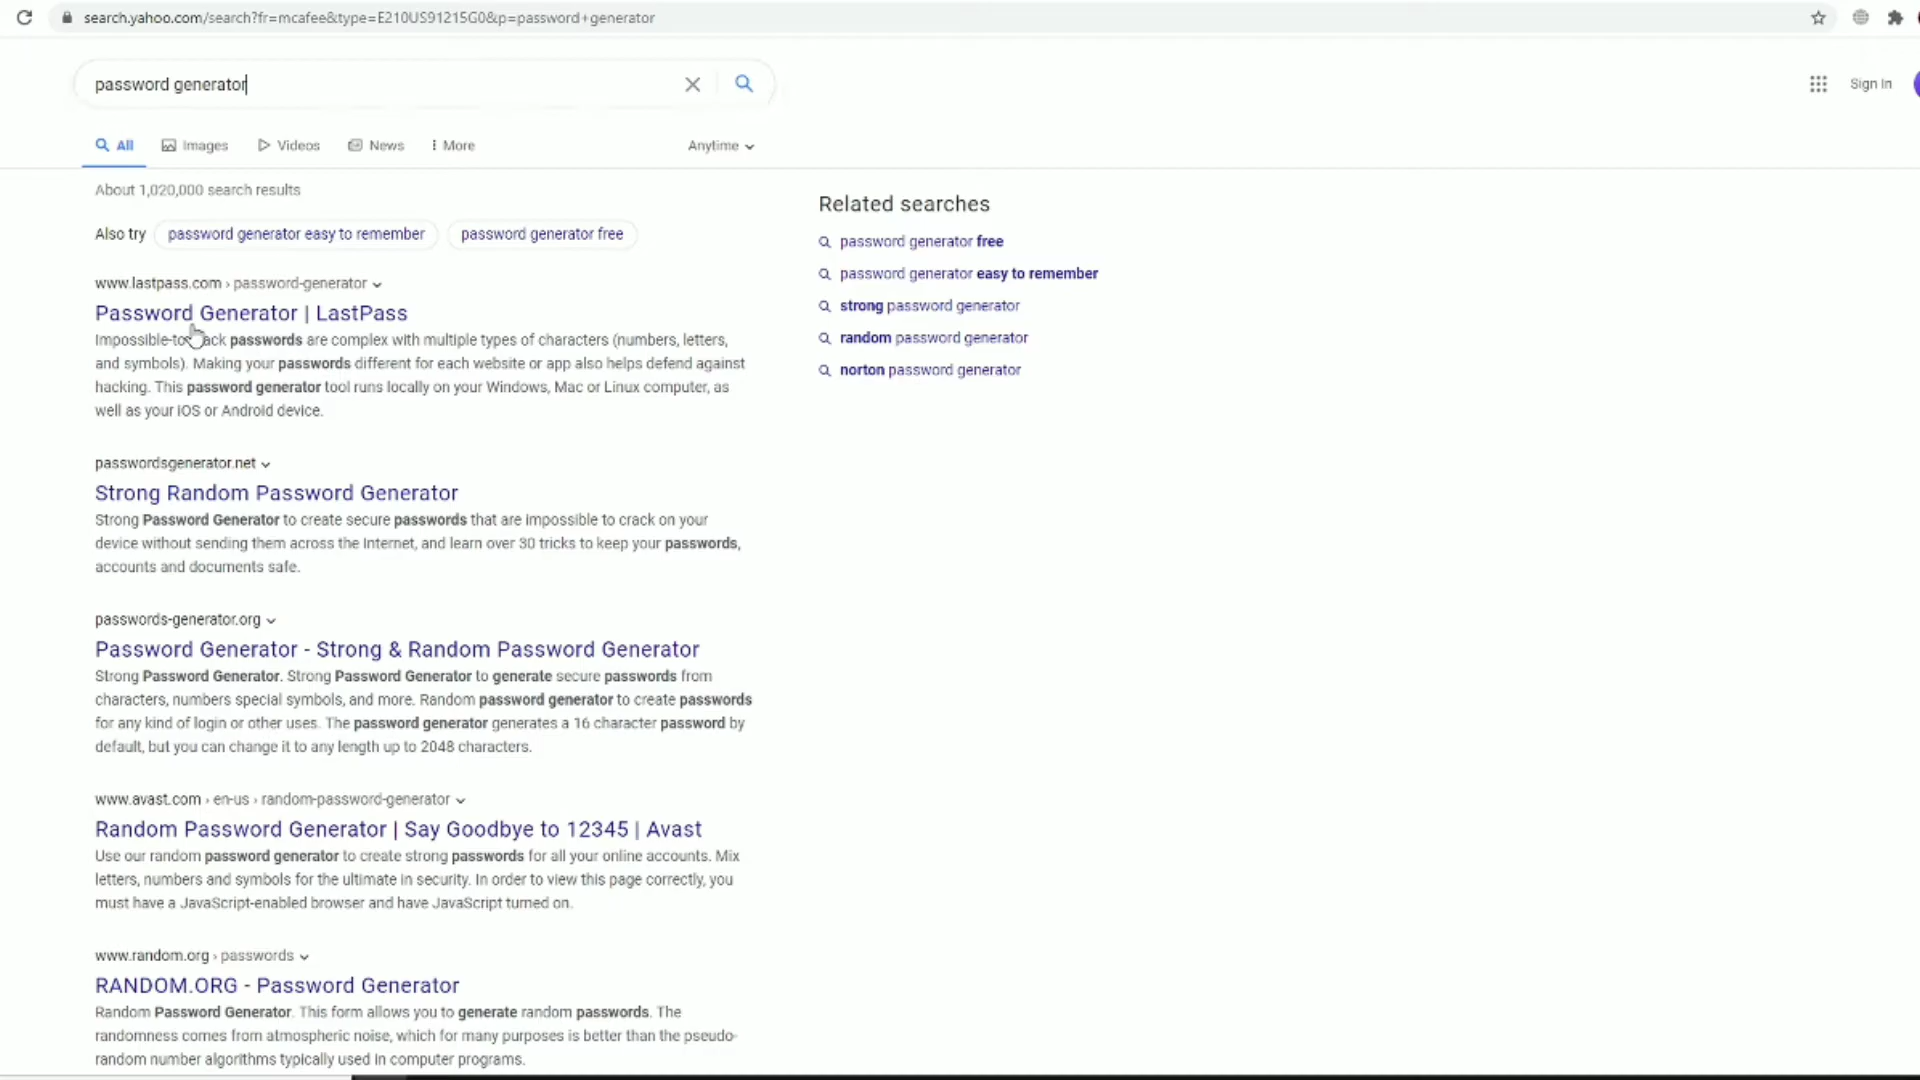 search.yahoo.com/search?fr=mcafee&type=E210US91215G0&p=password+generator
password generator
Sign In
All Images Videos News More Anytime
About 1,020,000 search results
Also try password generator easy to remember password generator free
www.lastpass.com › password-generator
Password Generator | LastPass
Impossible-to ack passwords are complex with multiple types of characters (numbers, letters,
and symbols). Making your passwords different for each website or app also helps defend against
hacking. This password generator tool runs locally on your Windows, Mac or Linux computer, as
well as your iOS or Android device.
passwordsgenerator.net
Strong Random Password Generator
Strong Password Generator to create secure passwords that are impossible to crack on your
device without sending them across the Internet, and learn over 30 tricks to keep your passwords,
accounts and documents safe.
passwords-generator.org
Password Generator - Strong & Random Password Generator
Strong Password Generator. Strong Password Generator to generate secure passwords from
characters, numbers special symbols, and more. Random password generator to create passwords
for any kind of login or other uses. The password generator generates a 16 character password by
default, but you can change it to any length up to 2048 characters.
www.avast.com › en-us › random-password-generator
Random Password Generator | Say Goodbye to 12345 | Avast
Use our random password generator to create strong passwords for all your online accounts. Mix
letters, numbers and symbols for the ultimate in security. In order to view this page correctly, you
must have a JavaScript-enabled browser and have JavaScript turned on.
www.random.org › passwords
RANDOM.ORG - Password Generator
Random Password Generator. This form allows you to generate random passwords. The
randomness comes from atmospheric noise, which for many purposes is better than the pseudo-
random number algorithms typically used in computer programs.
Related searches
password generator free
password generator easy to remember
strong password generator
random password generator
norton password generator